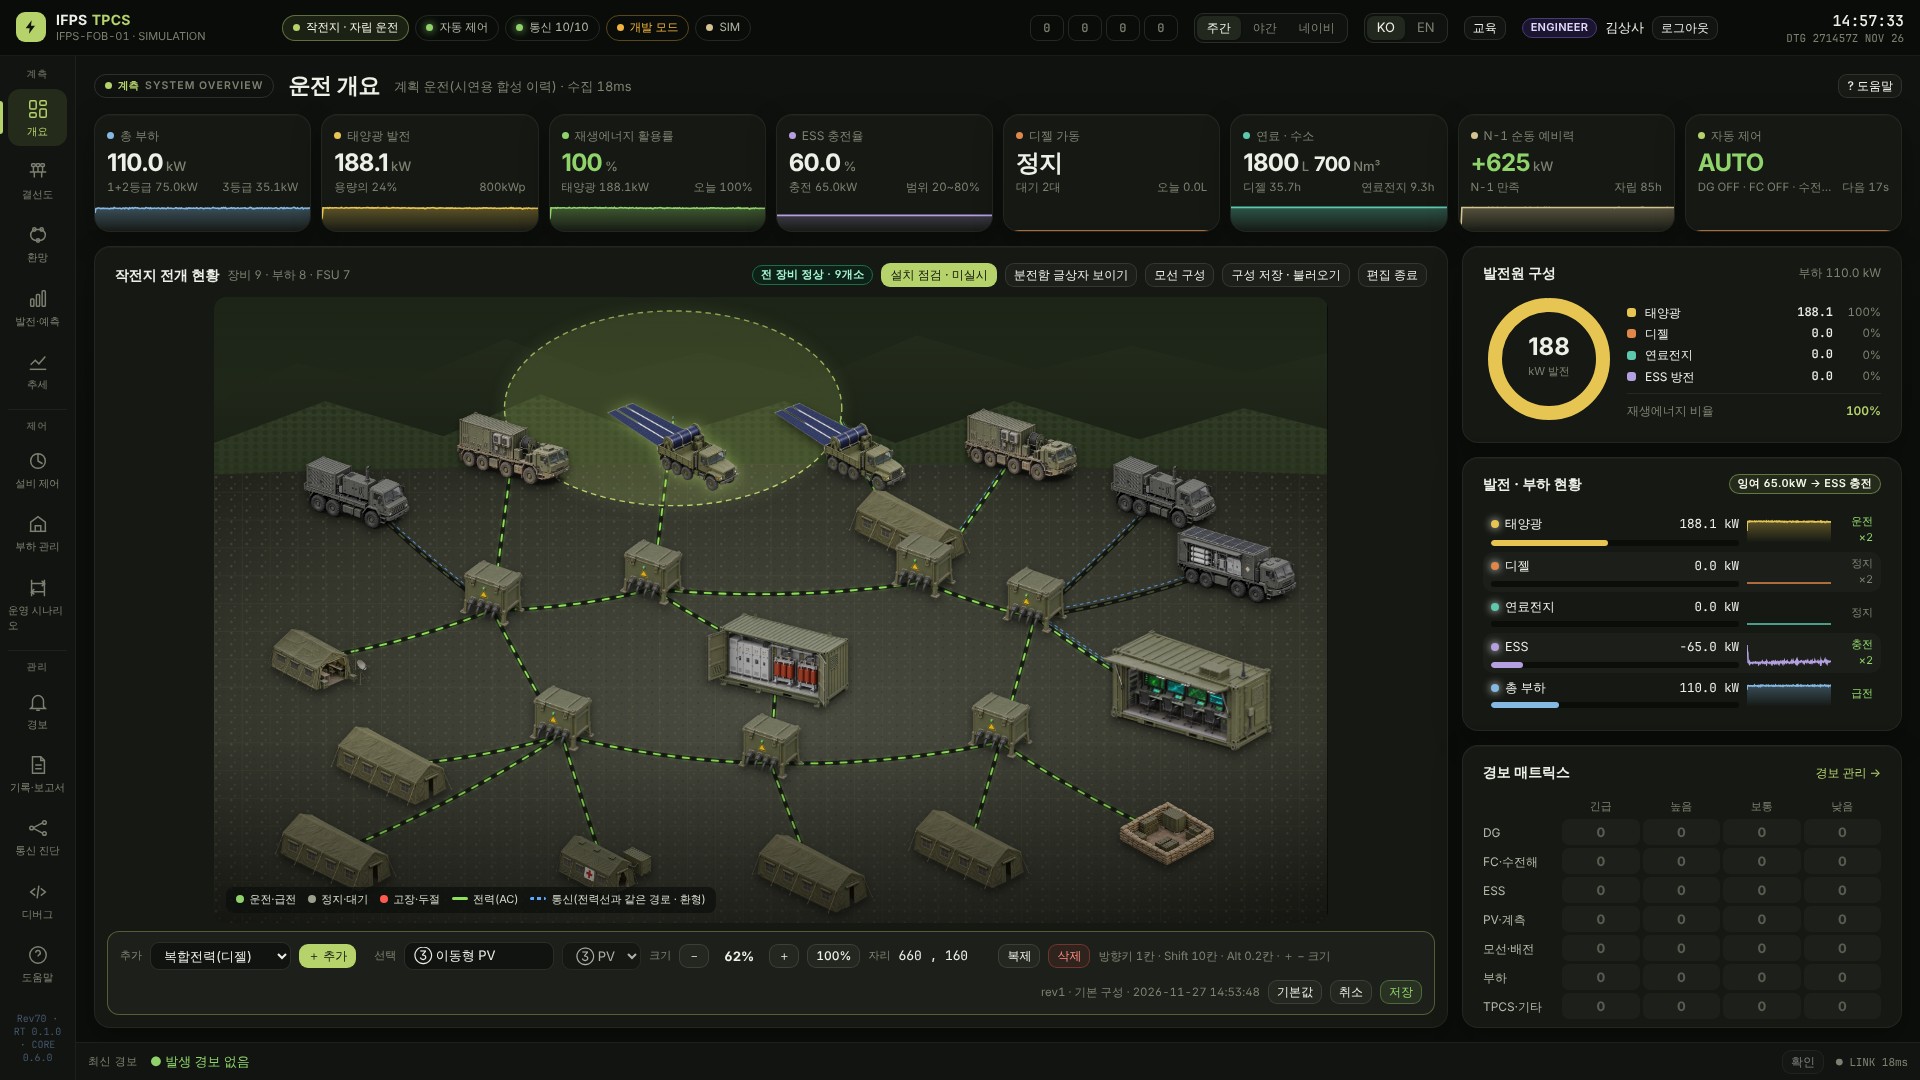 IFPS TPCS
IFPS-FOB-01 · SIMULATION
작전지 · 자립 운전
자동 제어
통신 10/10
개발 모드
SIM
0 0 0 0
주간 야간 네이비
KO EN
교육
ENGINEER 김상사 로그아웃
14:57:33
DTG 271457Z NOV 26
계측
개요
결선도
환망
발전·예측
추세
제어
설비 제어
부하 관리
운영 시나리오
관리
경보
기록·보고서
통신 진단
디버그
도움말
Rev70 · RT 0.1.0 · CORE 0.6.0
계측 SYSTEM OVERVIEW
운전 개요
계획 운전(시연용 합성 이력) · 수집 18ms
? 도움말
총 부하
110.0 kW
1+2등급 75.0kW 3등급 35.1kW
태양광 발전
188.1 kW
용량의 24% 800kWp
재생에너지 활용률
100 %
태양광 188.1kW 오늘 100%
ESS 충전율
60.0 %
충전 65.0kW 범위 20~80%
디젤 가동
정지
대기 2대 오늘 0.0L
연료 · 수소
1800 L 700 Nm³
디젤 35.7h 연료전지 9.3h
N-1 순동 예비력
+625 kW
N-1 만족 자립 85h
자동 제어
AUTO
DG OFF · FC OFF · 수전... 다음 17s
작전지 전개 현황 장비 9 · 부하 8 · FSU 7
전 장비 정상 · 9개소
설치 점검 · 미실시
분전함 글상자 보이기
모선 구성
구성 저장 · 불러오기
편집 종료
운전·급전 정지·대기 고장·두절 전력(AC) 통신(전력선과 같은 경로 · 환형)
추가 복합전력(디젤) + 추가 선택 ③ 이동형 PV ③ PV 크기 − 62% + 100% 자리 660 , 160 복제 삭제 방향키 1칸 · Shift 10칸 · Alt 0.2칸 · + − 크기
rev1 · 기본 구성 · 2026-11-27 14:53:48 기본값 취소 저장
발전원 구성 부하 110.0 kW
188
kW 발전
태양광 188.1 100%
디젤 0.0 0%
연료전지 0.0 0%
ESS 방전 0.0 0%
재생에너지 비율 100%
발전 · 부하 현황 잉여 65.0kW → ESS 충전
태양광 188.1 kW 운전 ×2
디젤 0.0 kW 정지 ×2
연료전지 0.0 kW 정지
ESS -65.0 kW 충전 ×2
총 부하 110.0 kW 급전
경보 매트릭스 경보 관리 →
긴급 높음 보통 낮음
DG 0 0 0 0
FC·수전해 0 0 0 0
ESS 0 0 0 0
PV·계측 0 0 0 0
모선·배전 0 0 0 0
부하 0 0 0 0
TPCS·기타 0 0 0 0
최신 경보 발생 경보 없음
확인 LINK 18ms